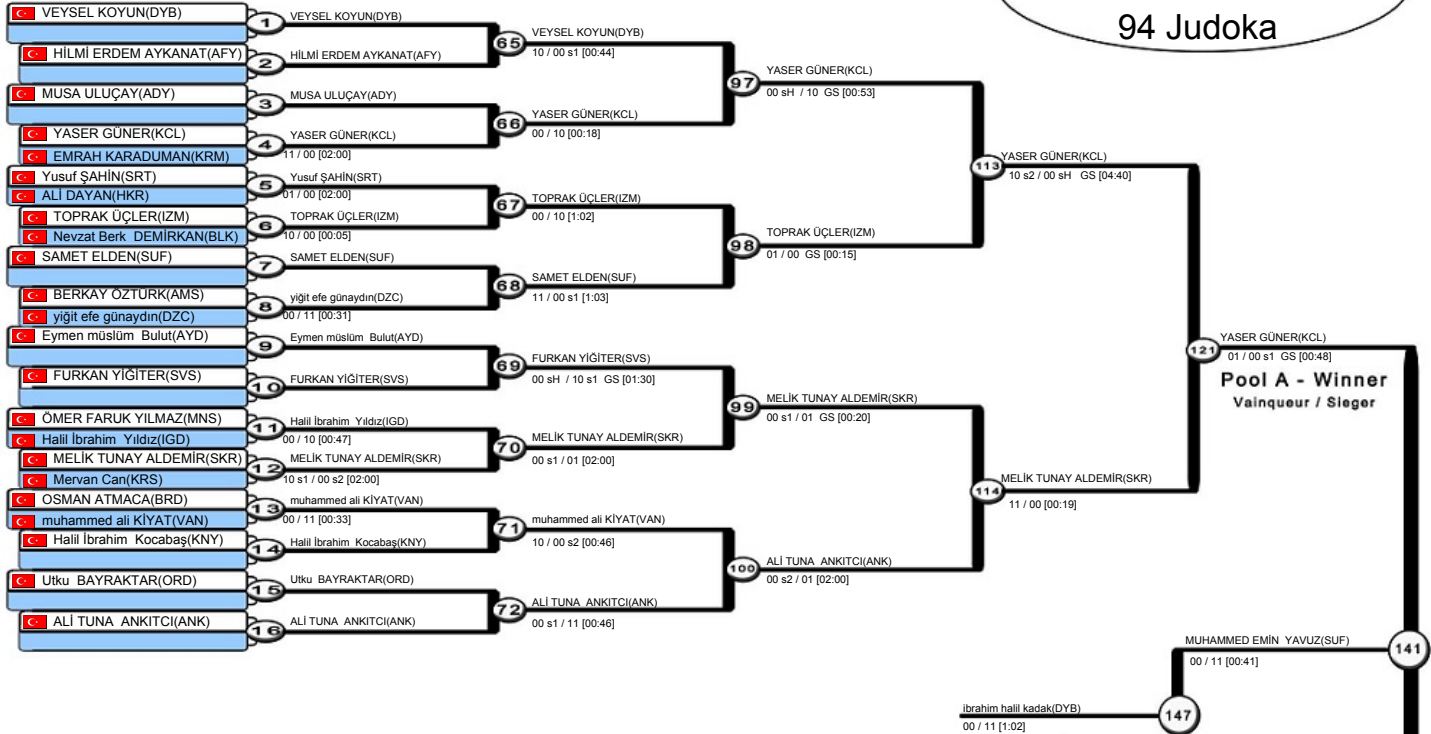 94 Judoka
VEYSEL KOYUN(DYB)
HİLMİ ERDEM AYKANAT(AFY)
MUSA ULUÇAY(ADY)
YASER GÜNER(KCL)
EMRAH KARADUMAN(KRM)
Yusuf ŞAHİN(SRT)
ALİ DAYAN(HKR)
TOPRAK ÜÇLER(IZM)
Nevzat Berk DEMİRKAN(BLK)
SAMET ELDEN(SUF)
BERKAY ÖZTÜRK(AMS)
yiğit efe günaydın(DZC)
Eymen müslüm Bulut(AYD)
FURKAN YİĞİTER(SVS)
ÖMER FARUK YILMAZ(MNS)
Halil İbrahim Yıldız(IGD)
MELİK TUNAY ALDEMİR(SKR)
Mervan Can(KRS)
OSMAN ATMACA(BRD)
muhammed ali KİYAT(VAN)
Halil İbrahim Kocabaş(KNY)
Utku BAYRAKTAR(ORD)
ALİ TUNA ANKITCI(ANK)
1
VEYSEL KOYUN(DYB)
2
HİLMİ ERDEM AYKANAT(AFY)
3
MUSA ULUÇAY(ADY)
4
YASER GÜNER(KCL)
11 / 00 [02:00]
5
Yusuf ŞAHİN(SRT)
01 / 00 [02:00]
6
TOPRAK ÜÇLER(IZM)
10 / 00 [00:05]
7
SAMET ELDEN(SUF)
8
yiğit efe günaydın(DZC)
00 / 11 [00:31]
9
Eymen müslüm Bulut(AYD)
10
FURKAN YİĞİTER(SVS)
11
Halil İbrahim Yıldız(IGD)
00 / 10 [00:47]
12
MELİK TUNAY ALDEMİR(SKR)
10 s1 / 00 s2 [02:00]
13
muhammed ali KİYAT(VAN)
00 / 11 [00:33]
14
Halil İbrahim Kocabaş(KNY)
15
Utku BAYRAKTAR(ORD)
16
ALİ TUNA ANKITCI(ANK)
65
VEYSEL KOYUN(DYB)
10 / 00 s1 [00:44]
66
YASER GÜNER(KCL)
00 / 10 [00:18]
67
TOPRAK ÜÇLER(IZM)
00 / 10 [1:02]
68
SAMET ELDEN(SUF)
11 / 00 s1 [1:03]
69
FURKAN YİĞİTER(SVS)
00 sH / 10 s1 GS [01:30]
70
MELİK TUNAY ALDEMİR(SKR)
00 s1 / 01 [02:00]
71
muhammed ali KİYAT(VAN)
10 / 00 s2 [00:46]
72
ALİ TUNA ANKITCI(ANK)
00 s1 / 11 [00:46]
97
YASER GÜNER(KCL)
00 sH / 10 GS [00:53]
98
TOPRAK ÜÇLER(IZM)
01 / 00 GS [00:15]
99
MELİK TUNAY ALDEMİR(SKR)
00 s1 / 01 GS [00:20]
100
ALİ TUNA ANKITCI(ANK)
00 s2 / 01 [02:00]
113
YASER GÜNER(KCL)
10 s2 / 00 sH GS [04:40]
114
MELİK TUNAY ALDEMİR(SKR)
11 / 00 [00:19]
121
YASER GÜNER(KCL)
01 / 00 s1 GS [00:48]
Pool A - Winner
Vainqueur / Sieger
MUHAMMED EMİN YAVUZ(SUF)
00 / 11 [00:41]
141
ibrahim halil kadak(DYB)
00 / 11 [1:02]
147